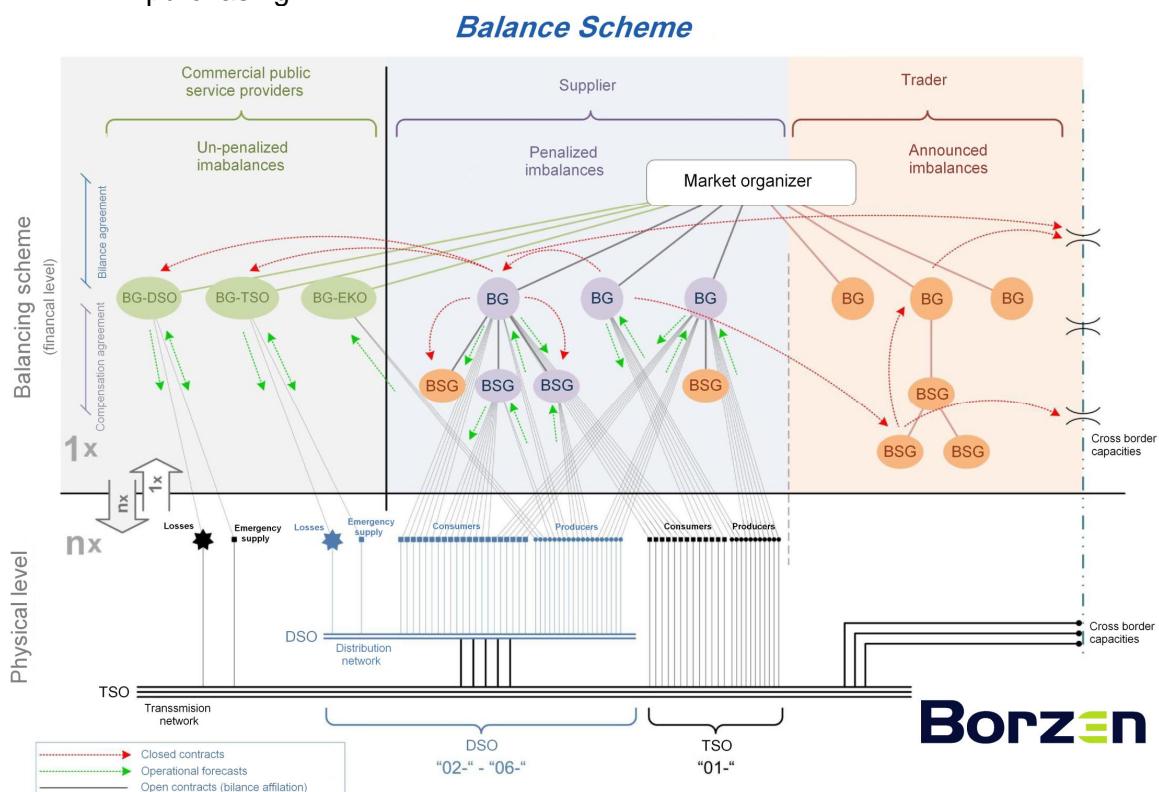 Balance Scheme
Commercial public
service providers
Supplier
Trader
Un-penalized
imabalances
Penalized
imbalances
Announced
imbalances
Market organizer
Balancing scheme
(financal level)
Bilance agreement
Compensation agreement
BG-DSO
BG-TSO
BG-EKO
BG
BG
BG
BG
BG
BG
BSG
BSG
BSG
BSG
BSG
BSG
BSG
Cross border
capacities
1x
nx
1x
nx
Physical level
Losses
Emergency
supply
Losses
Emergency
supply
Consumers
Producers
Consumers
Producers
DSO
Distribution
network
Cross border
capacities
TSO
Transmision
network
DSO
"02-" - "06-"
TSO
"01-"
Borzen
Closed contracts
Operational forecasts
Open contracts (bilance affilation)